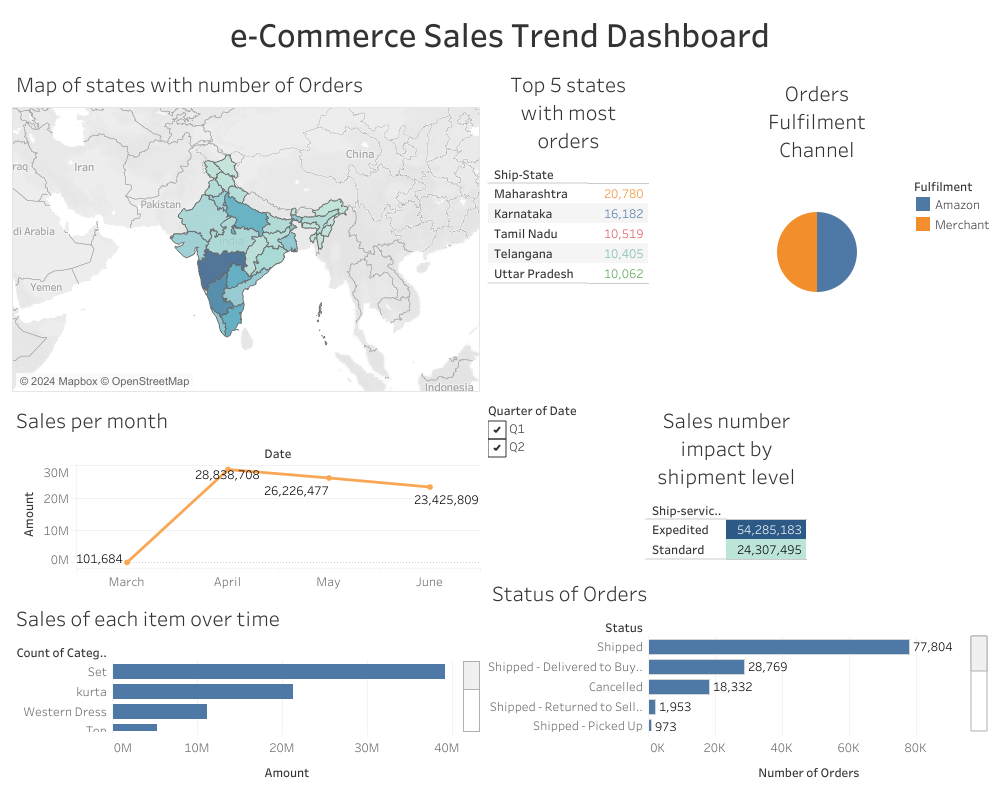 e-Commerce Sales Trend Dashboard
Map of states with number of Orders
China
Iran
raq
Pakistan
di Arabia
India
Yemen
© 2024 Mapbox © OpenStreetMap
Indonesia
Top 5 states
with most
orders
Ship-State
Maharashtra 20,780
Karnataka 16,182
Tamil Nadu 10,519
Telangana 10,405
Uttar Pradesh 10,062
Orders
Fulfilment
Channel
Fulfilment
Amazon
Merchant
Sales per month
Date
30M
20M
10M
0M
Amount
101,684
28,838,708
26,226,477
23,425,809
March April May June
Quarter of Date
Q1
Q2
Sales number
impact by
shipment level
Ship-servic..
Expedited 54,285,183
Standard 24,307,495
Sales of each item over time
Count of Categ..
Set
kurta
Western Dress
Top
0M 10M 20M 30M 40M
Amount
Status of Orders
Status
Shipped 77,804
Shipped - Delivered to Buy.. 28,769
Cancelled 18,332
Shipped - Returned to Sell.. 1,953
Shipped - Picked Up 973
0K 20K 40K 60K 80K
Number of Orders